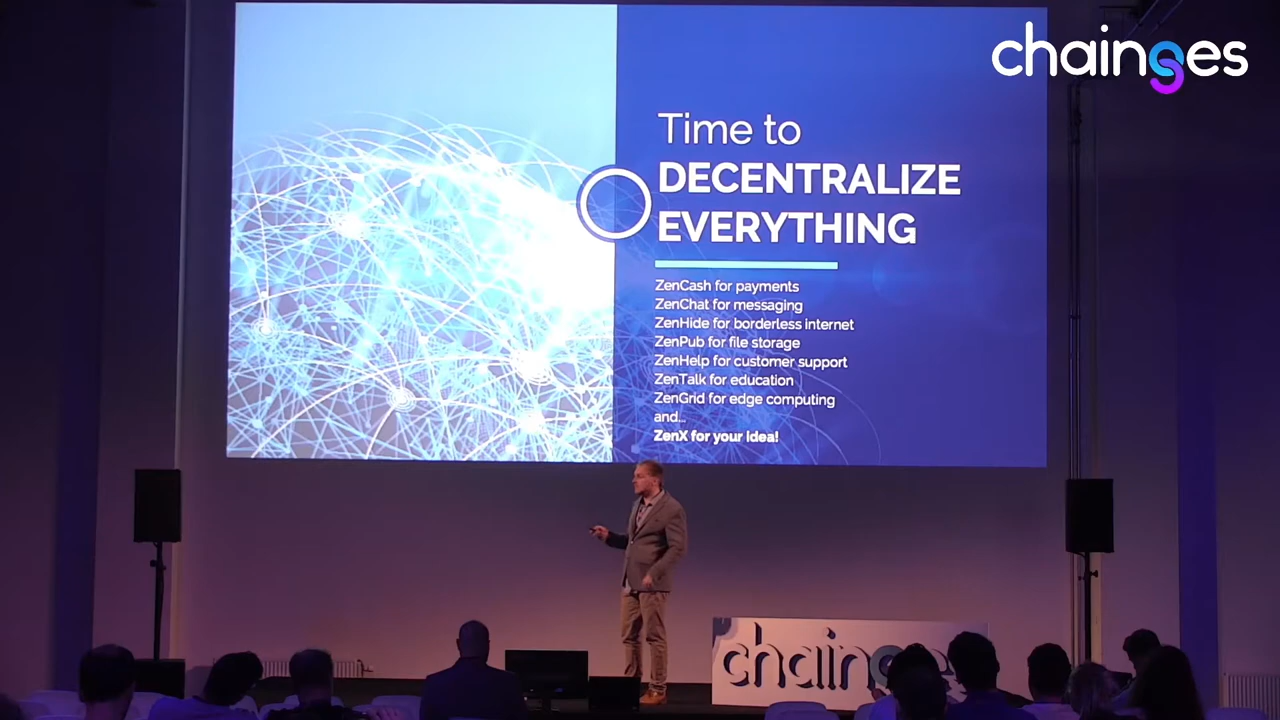 chainges
Time to
DECENTRALIZE
EVERYTHING
ZenCash for payments
ZenChat for messaging
ZenHide for borderless internet
ZenPub for file storage
ZenHelp for customer support
ZenTalk for education
ZenGrid for edge computing
and...
ZenX for your idea!
chainge